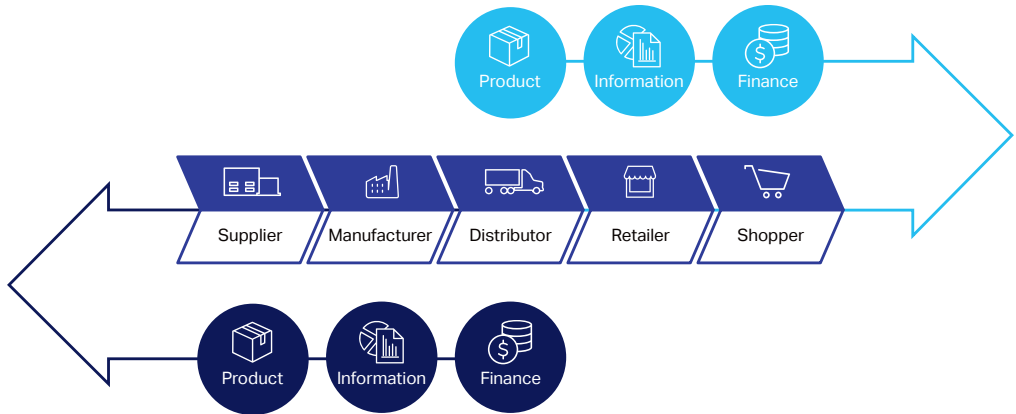 Product
Information
Finance
Supplier
Manufacturer
Distributor
Retailer
Shopper
Product
Information
Finance